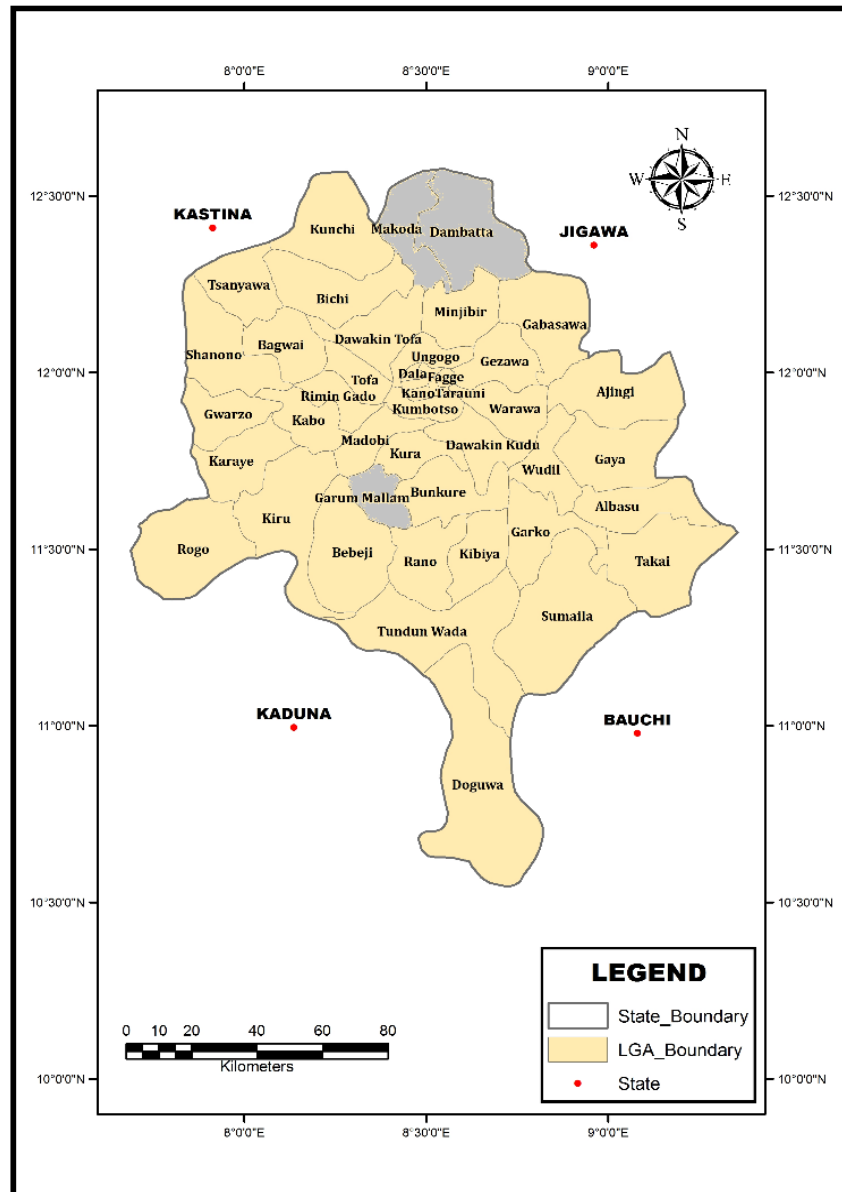 8°0'0"E 8°30'0"E 9°0'0"E
N
W E
S
12°30'0"N 12°30'0"N
KASTINA
Kunchi
Makoda
Dambatta
JIGAWA
Tsanyawa
Bichi
Minjibir
Gabasawa
Dawakin Tofa
Bagwai
Shanono
Ungogo
Gezawa
12°0'0"N 12°0'0"N
Dala Fagge
Tofa
Ajingi
Rimin Gado
Kano Tarauni
Gwarzo
Kumbotso
Warawa
Kabo
Madobi
Dawakin Kudu
Kura
Karaye
Wudil
Gaya
Garum Mallam
Bunkure
Albasu
Kiru
Garko
11°30'0"N 11°30'0"N
Rogo
Bebeji
Rano
Kibiya
Takai
Sumaila
Tundun Wada
KADUNA
BAUCHI
11°0'0"N 11°0'0"N
Doguwa
10°30'0"N 10°30'0"N
LEGEND
State_Boundary
LGA_Boundary
State
0 10 20 40 60 80
Kilometers
10°0'0"N 10°0'0"N
8°0'0"E 8°30'0"E 9°0'0"E